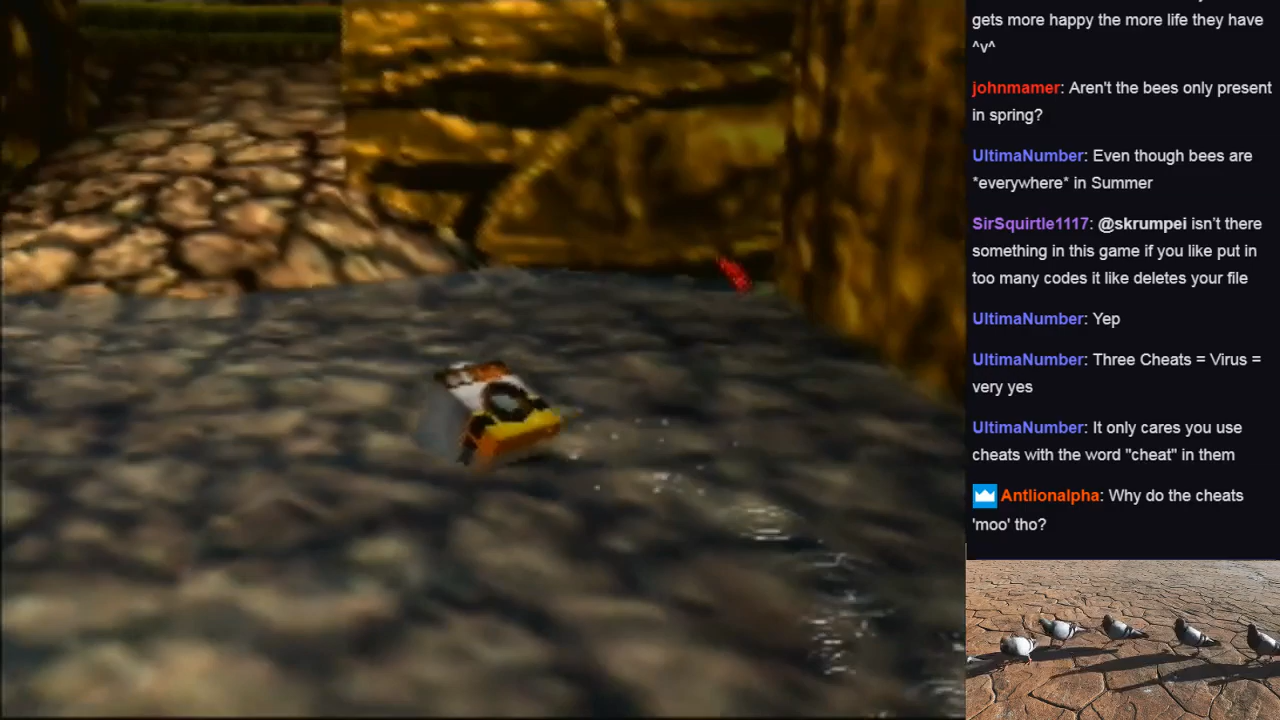 gets more happy the more life they have
^v^
johnmamer: Aren't the bees only present
in spring?
UltimaNumber: Even though bees are
*everywhere* in Summer
SirSquirtle1117: @skrumpei isn't there
something in this game if you like put in
too many codes it like deletes your file
UltimaNumber: Yep
UltimaNumber: Three Cheats = Virus =
very yes
UltimaNumber: It only cares you use
cheats with the word "cheat" in them
Antlionalpha: Why do the cheats
'moo' tho?